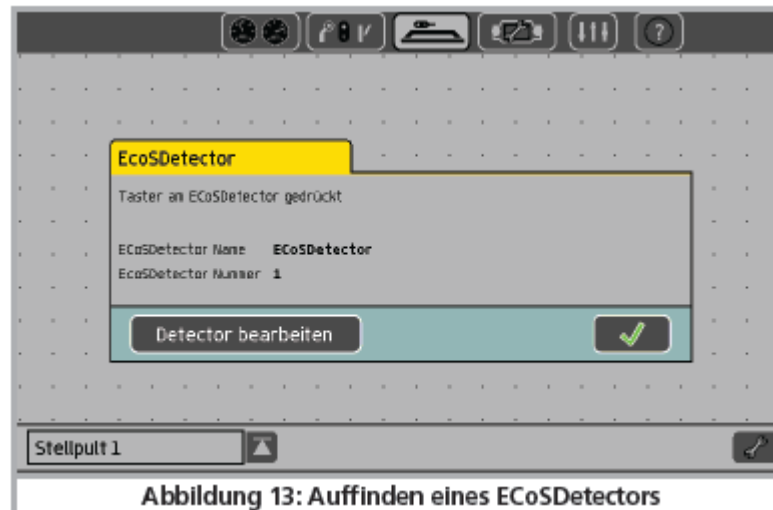 ?
EcoSDetector
Taster am ECoSDetector gedrückt
ECoSDetector Name ECoSDetector
EcoSDetector Nummer 1
Detector bearbeiten
Stellpult 1
Abbildung 13: Auffinden eines ECoSDetectors